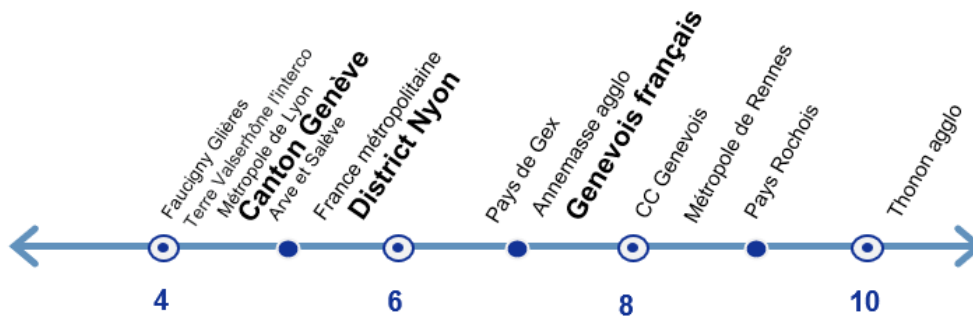 Faucigny Glières
Terre Valserhône l'interco
Métropole de Lyon
Canton Genève
Arve et Salève
France métropolitaine
District Nyon
Pays de Gex
Annemasse agglo
Genevois français
CC Genevois
Métropole de Rennes
Pays Rochois
Thonon agglo
4
6
8
10